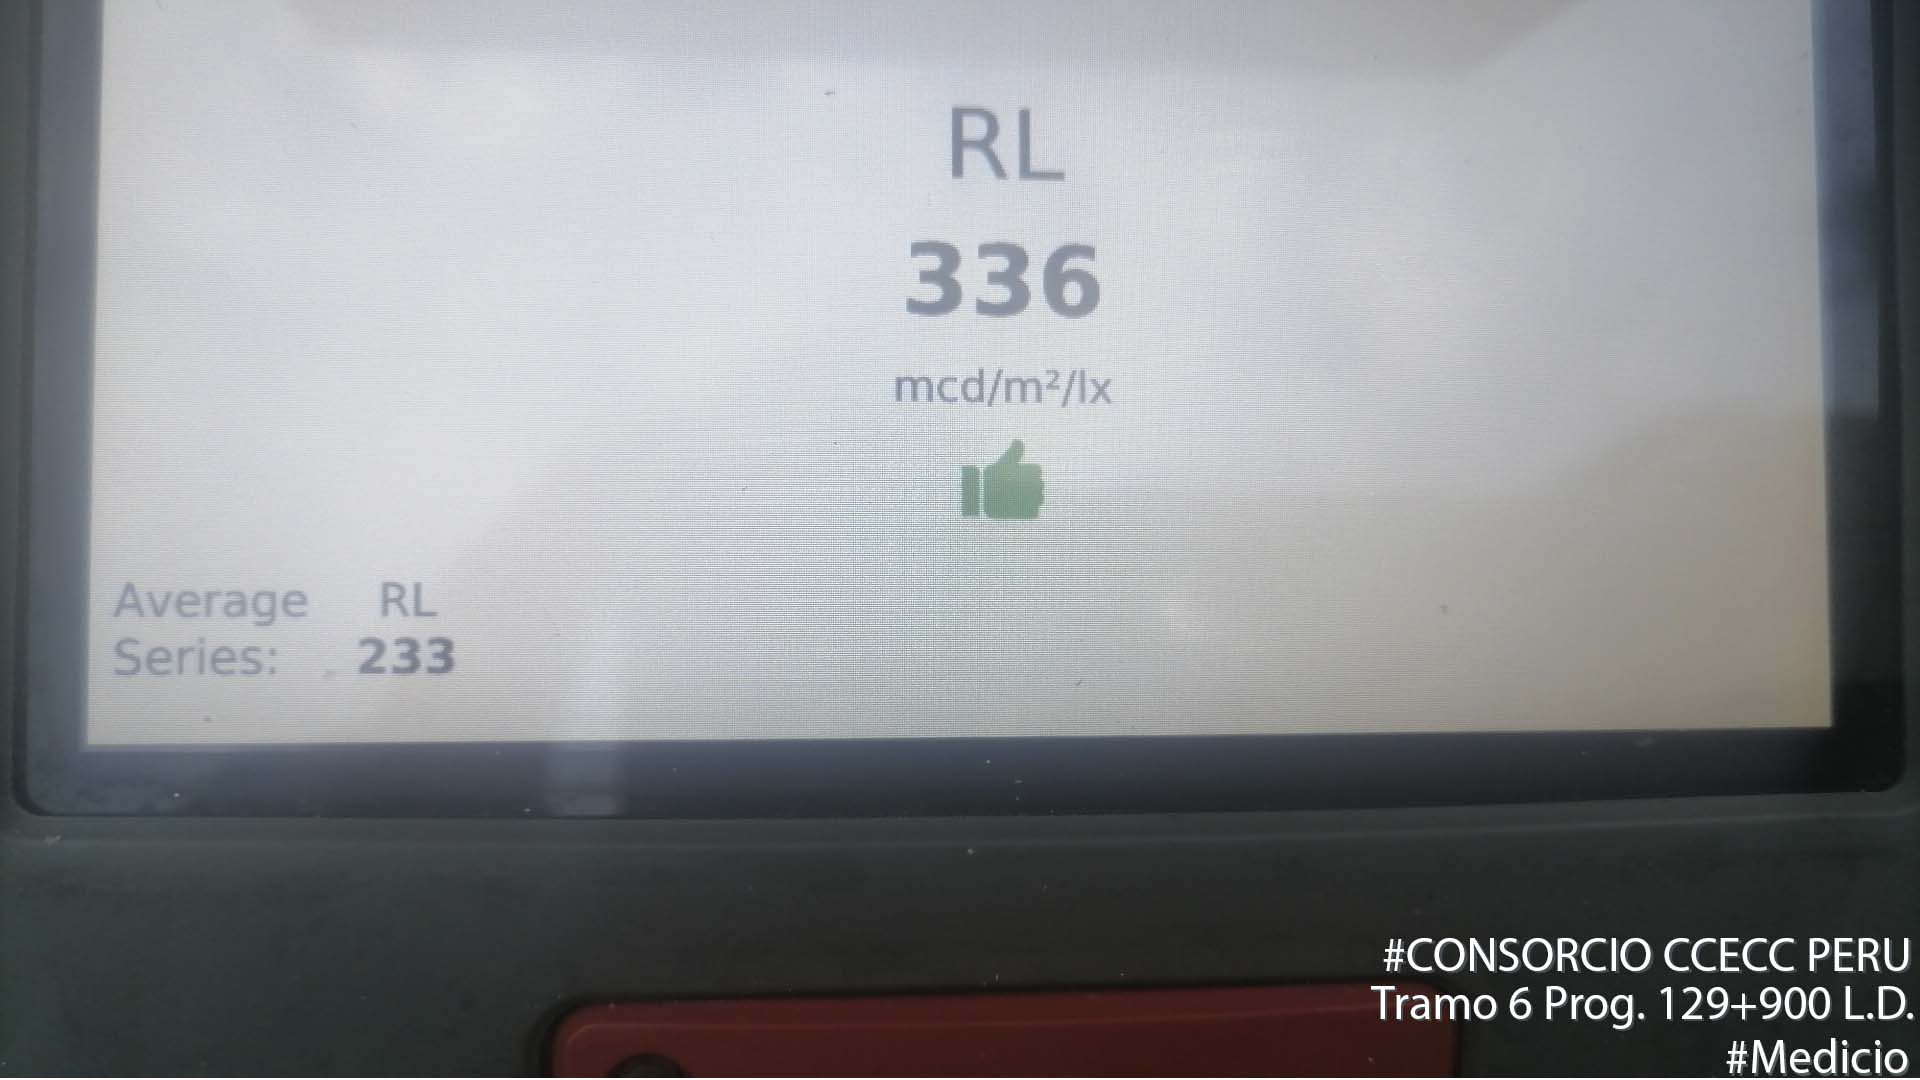 RL
336
mcd/m²/lx
Average RL
Series: 233
#CONSORCIO CCECC PERU
Tramo 6 Prog. 129+900 L.D.
#Medicio